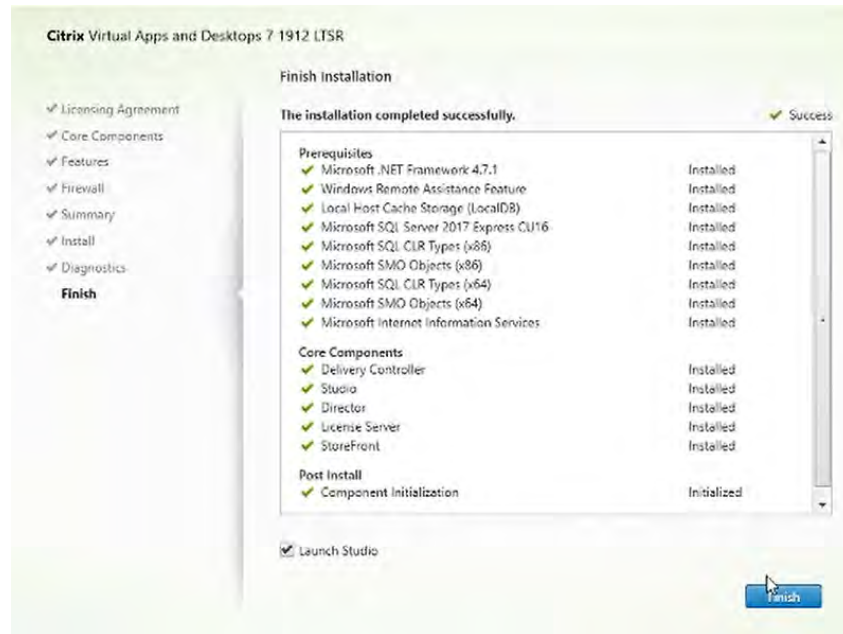 Citrix Virtual Apps and Desktops 7 1912 LTSR
Finish Installation
Licensing Agreement
Core Components
Features
Firewall
Summary
Install
Diagnostics
Finish
The installation completed successfully. Success
Prerequisites
Microsoft .NET Framework 4.7.1 Installed
Windows Remote Assistance Feature Installed
Local Host Cache Storage (LocalDB) Installed
Microsoft SQL Server 2017 Express CU16 Installed
Microsoft SQL CLR Types (x86) Installed
Microsoft SMO Objects (x86) Installed
Microsoft SQL CLR Types (x64) Installed
Microsoft SMO Objects (x64) Installed
Microsoft Internet Information Services Installed
Core Components
Delivery Controller Installed
Studio Installed
Director Installed
License Server Installed
StoreFront Installed
Post Install
Component Initialization Initialized
Launch Studio
Finish